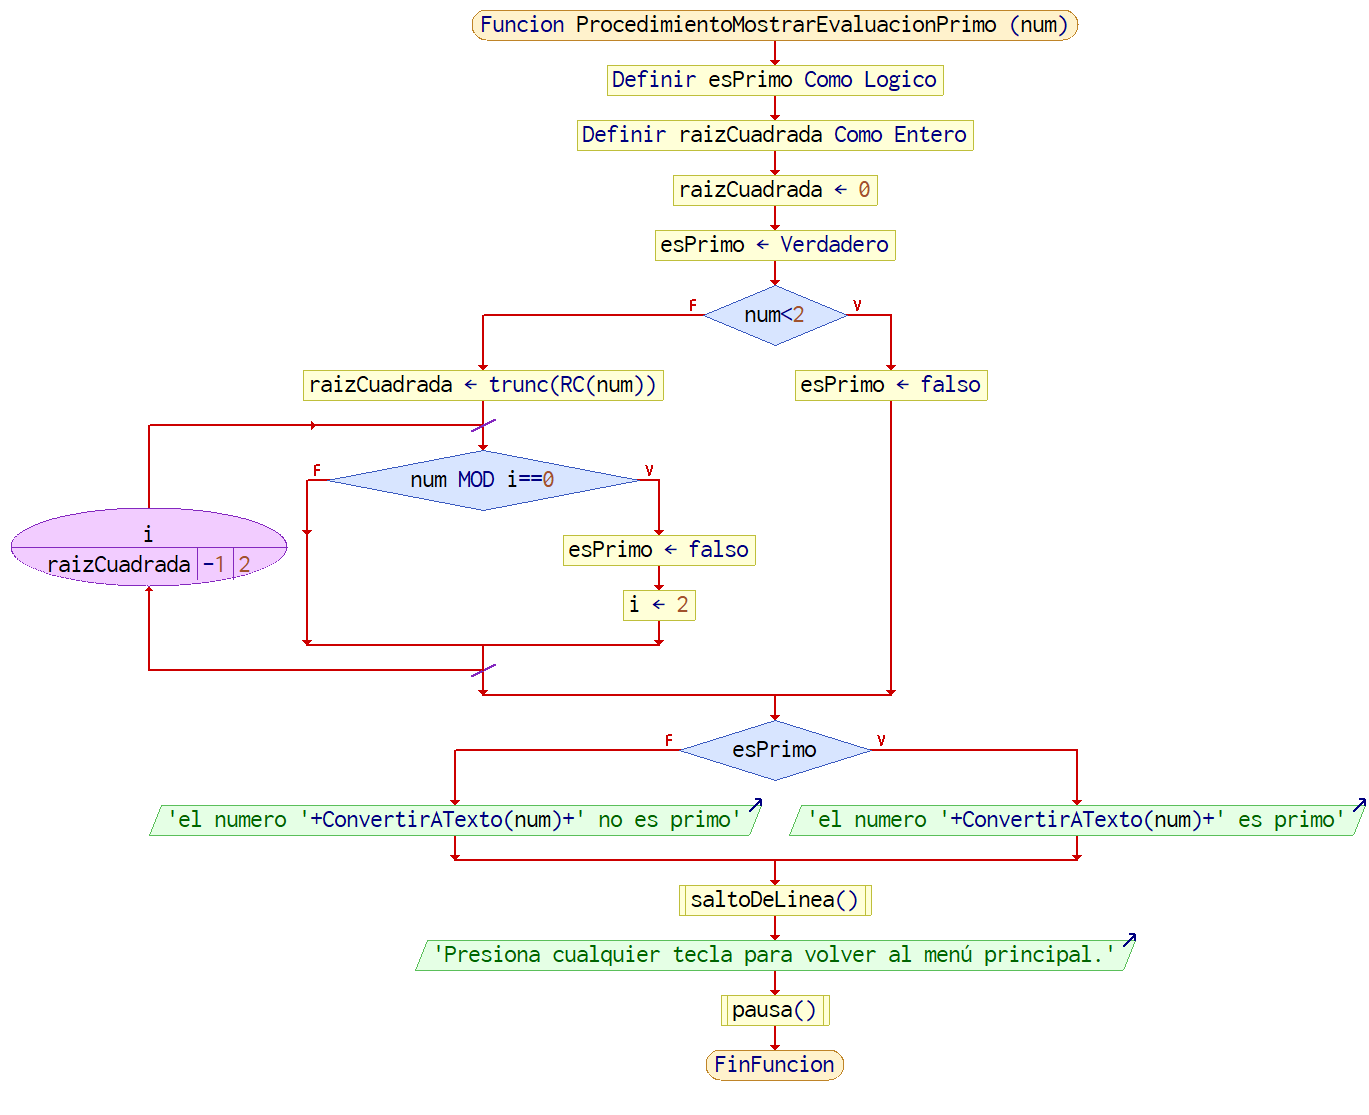 Funcion ProcedimientoMostrarEvaluacionPrimo (num)
Definir esPrimo Como Logico
Definir raizCuadrada Como Entero
raizCuadrada ← 0
esPrimo ← Verdadero
F
V
num<2
raizCuadrada ← trunc(RC(num))
esPrimo ← falso
F
V
num MOD i==0
i
raizCuadrada -1 2
esPrimo ← falso
i ← 2
F
V
esPrimo
'el numero '+ConvertirATexto(num)+' no es primo'
'el numero '+ConvertirATexto(num)+' es primo'
saltoDeLinea()
'Presiona cualquier tecla para volver al menú principal.'
pausa()
FinFuncion